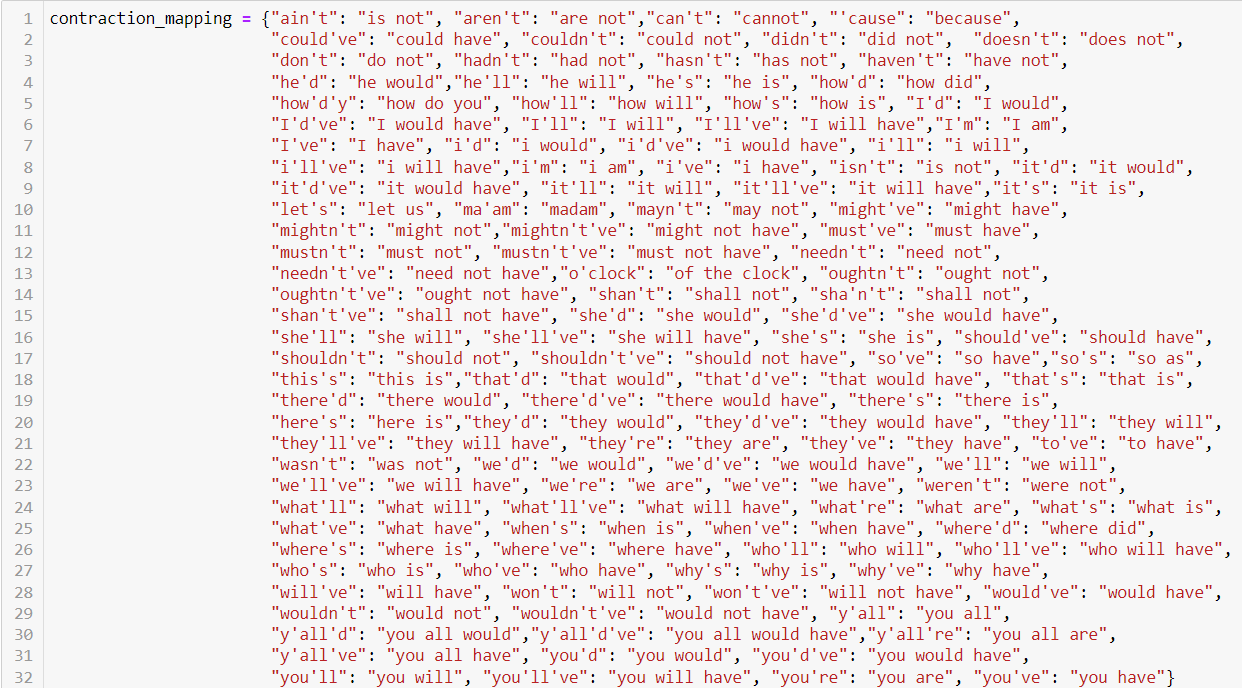 1 contraction_mapping = {"ain't": "is not", "aren't": "are not","can't": "cannot", "'cause": "because",
2 "could've": "could have", "couldn't": "could not", "didn't": "did not",  "doesn't": "does not",
3 "don't": "do not", "hadn't": "had not", "hasn't": "has not", "haven't": "have not",
4 "he'd": "he would","he'll": "he will", "he's": "he is", "how'd": "how did",
5 "how'd'y": "how do you", "how'll": "how will", "how's": "how is", "I'd": "I would",
6 "I'd've": "I would have", "I'll": "I will", "I'll've": "I will have","I'm": "I am",
7 "I've": "I have", "i'd": "i would", "i'd've": "i would have", "i'll": "i will",
8 "i'll've": "i will have","i'm": "i am", "i've": "i have", "isn't": "is not", "it'd": "it would",
9 "it'd've": "it would have", "it'll": "it will", "it'll've": "it will have","it's": "it is",
10 "let's": "let us", "ma'am": "madam", "mayn't": "may not", "might've": "might have",
11 "mightn't": "might not","mightn't've": "might not have", "must've": "must have",
12 "mustn't": "must not", "mustn't've": "must not have", "needn't": "need not",
13 "needn't've": "need not have","o'clock": "of the clock", "oughtn't": "ought not",
14 "oughtn't've": "ought not have", "shan't": "shall not", "sha'n't": "shall not",
15 "shan't've": "shall not have", "she'd": "she would", "she'd've": "she would have",
16 "she'll": "she will", "she'll've": "she will have", "she's": "she is", "should've": "should have",
17 "shouldn't": "should not", "shouldn't've": "should not have", "so've": "so have","so's": "so as",
18 "this's": "this is","that'd": "that would", "that'd've": "that would have", "that's": "that is",
19 "there'd": "there would", "there'd've": "there would have", "there's": "there is",
20 "here's": "here is","they'd": "they would", "they'd've": "they would have", "they'll": "they will",
21 "they'll've": "they will have", "they're": "they are", "they've": "they have", "to've": "to have",
22 "wasn't": "was not", "we'd": "we would", "we'd've": "we would have", "we'll": "we will",
23 "we'll've": "we will have", "we're": "we are", "we've": "we have", "weren't": "were not",
24 "what'll": "what will", "what'll've": "what will have", "what're": "what are", "what's": "what is",
25 "what've": "what have", "when's": "when is", "when've": "when have", "where'd": "where did",
26 "where's": "where is", "where've": "where have", "who'll": "who will", "who'll've": "who will have",
27 "who's": "who is", "who've": "who have", "why's": "why is", "why've": "why have",
28 "will've": "will have", "won't": "will not", "won't've": "will not have", "would've": "would have",
29 "wouldn't": "would not", "wouldn't've": "would not have", "y'all": "you all",
30 "y'all'd": "you all would","y'all'd've": "you all would have","y'all're": "you all are",
31 "y'all've": "you all have", "you'd": "you would", "you'd've": "you would have",
32 "you'll": "you will", "you'll've": "you will have", "you're": "you are", "you've": "you have"}